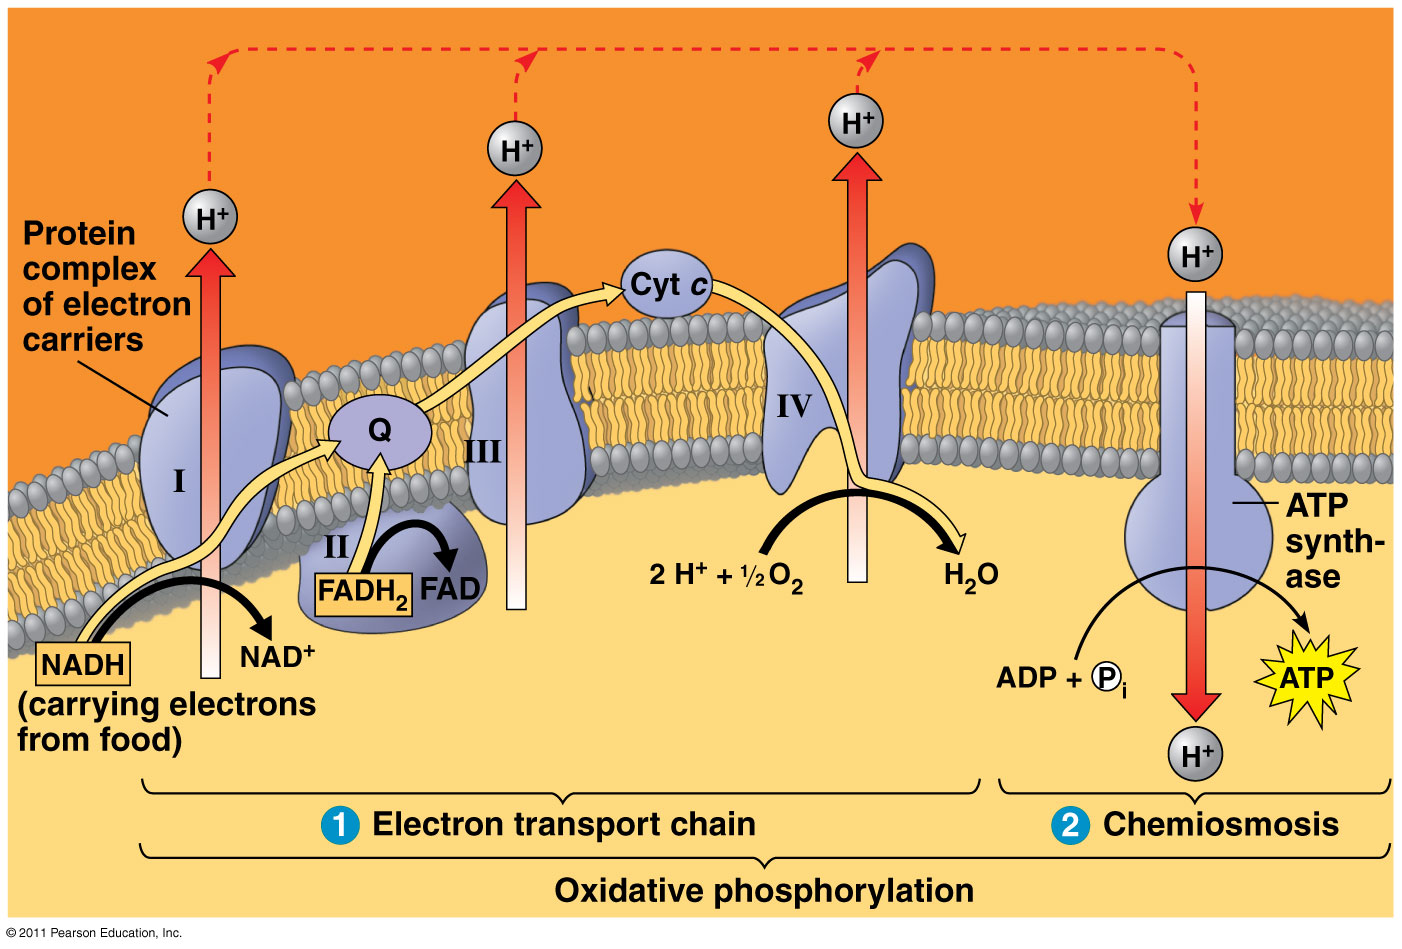 H⁺
H⁺
H⁺
H⁺
Protein
complex
of electron
carriers
Cyt c
Q
I
II
III
IV
ATP
synth-
ase
FADH₂
FAD
2 H⁺ + ½ O₂
H₂O
NADH
NAD⁺
(carrying electrons
from food)
ADP + Pᵢ
ATP
H⁺
1 Electron transport chain
2 Chemiosmosis
Oxidative phosphorylation
© 2011 Pearson Education, Inc.